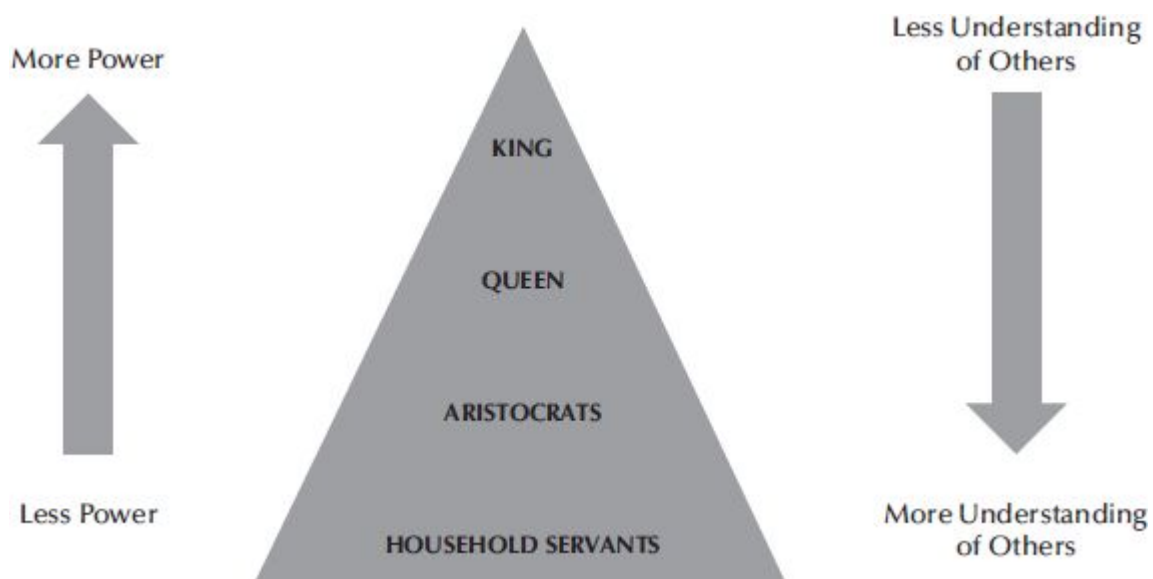 More Power
Less Power
KING
QUEEN
ARISTOCRATS
HOUSEHOLD SERVANTS
Less Understanding
of Others
More Understanding
of Others